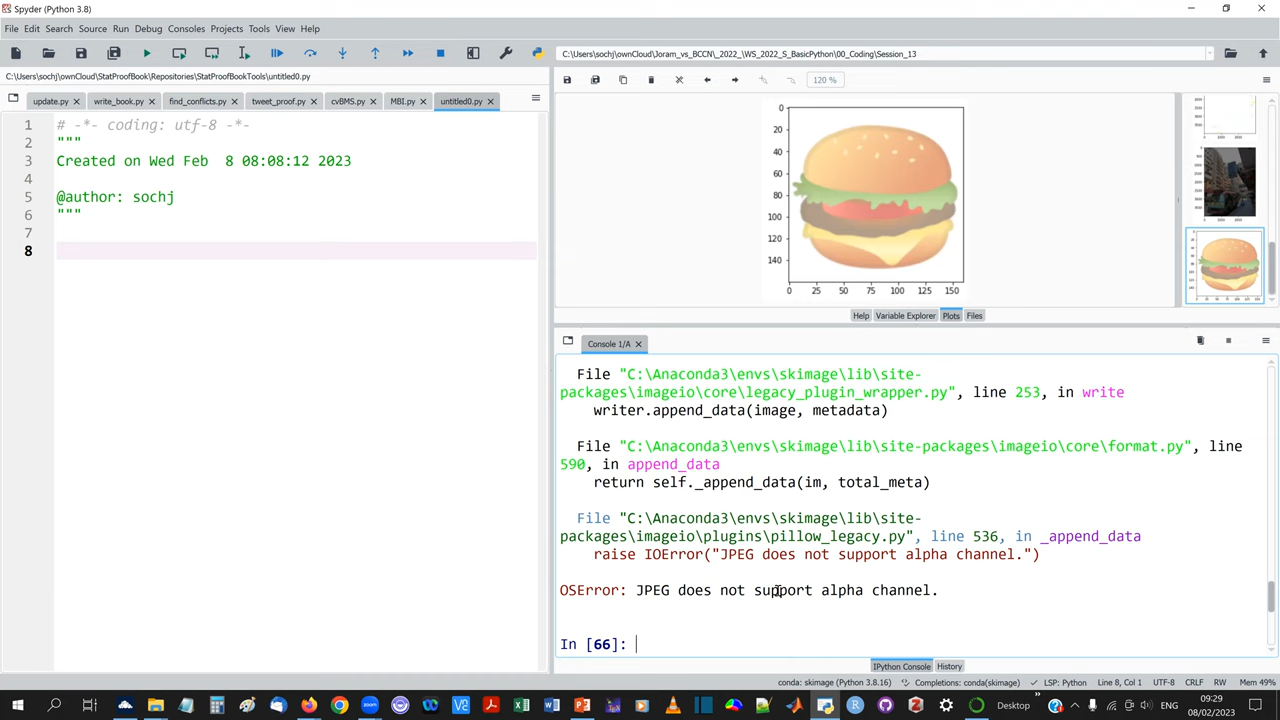 Spyder (Python 3.8)
File Edit Search Source Run Debug Consoles Projects Tools View Help
C:\Users\sochj\ownCloud\Joram_vs_BCCN\_2022_\WS_2022_S_BasicPython\00_Coding\Session_13
C:\Users\sochj\ownCloud\StatProofBook\Repositories\StatProofBookTools\untitled0.py
120 %
update.py write_book.py find_conflicts.py tweet_proof.py cvBMS.py MBI.py untitled0.py
1 # -*- coding: utf-8 -*-
2 """
3 Created on Wed Feb  8 08:08:12 2023
4
5 @author: sochj
6 """
7
8
0
20
40
60
80
100
120
140
0 25 50 75 100 125 150
Help Variable Explorer Plots Files
Console 1/A
File "C:\Anaconda3\envs\skimage\lib\site-
packages\imageio\core\legacy_plugin_wrapper.py", line 253, in write
writer.append_data(image, metadata)
File "C:\Anaconda3\envs\skimage\lib\site-packages\imageio\core\format.py", line
590, in append_data
return self._append_data(im, total_meta)
File "C:\Anaconda3\envs\skimage\lib\site-
packages\imageio\plugins\pillow_legacy.py", line 536, in _append_data
raise IOError("JPEG does not support alpha channel.")
OSError: JPEG does not support alpha channel.
In [66]:
IPython Console History
conda: skimage (Python 3.8.16) Completions: conda(skimage) LSP: Python Line 8, Col 1 UTF-8 CRLF RW Mem 49%
zoom
Desktop
ENG
09:29
08/02/2023